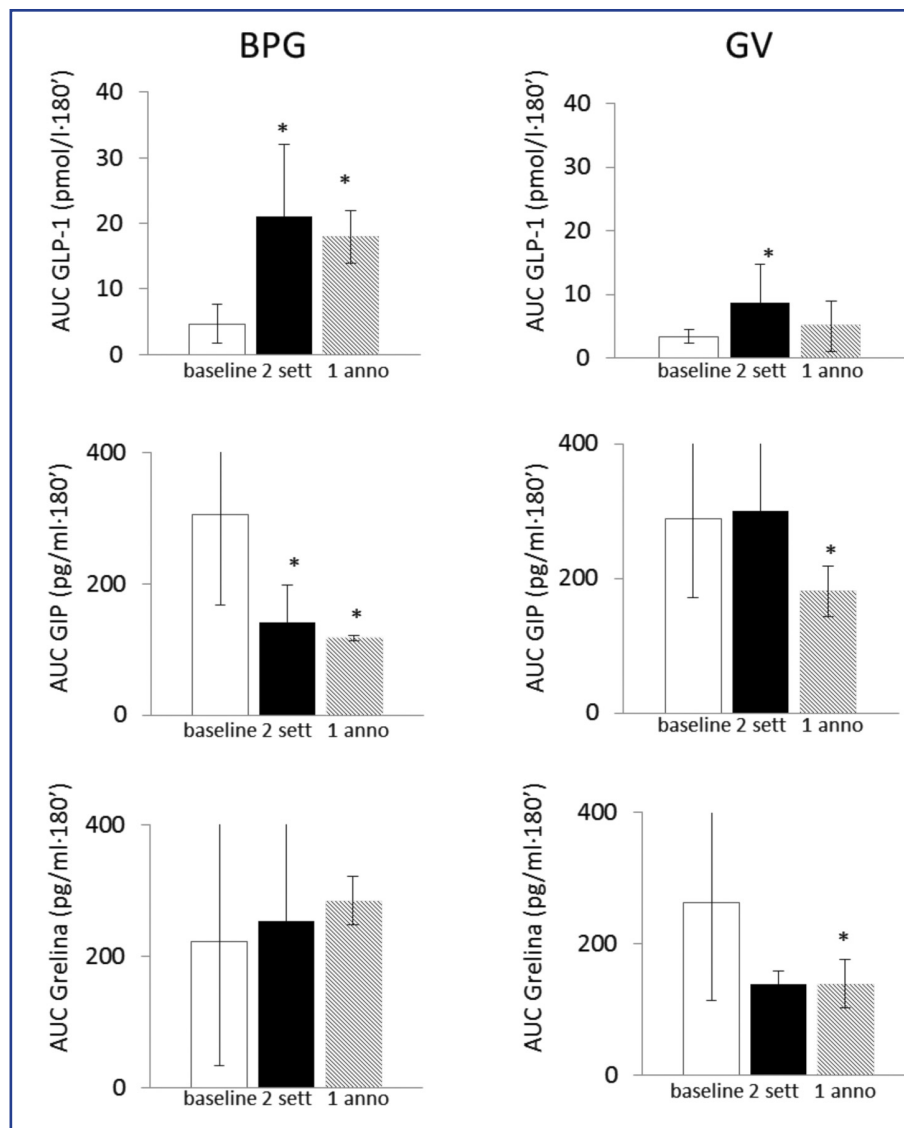 BPG
GV
AUC GLP-1 (pmol/l·180’)
40
30
20
10
0
*
*
baseline 2 sett 1 anno
AUC GLP-1 (pmol/l·180’)
40
30
20
10
0
*
baseline 2 sett 1 anno
AUC GIP (pg/ml·180’)
400
200
0
*
*
baseline 2 sett 1 anno
AUC GIP (pg/ml·180’)
400
200
0
*
baseline 2 sett 1 anno
AUC Grelina (pg/ml·180’)
400
200
0
baseline 2 sett 1 anno
AUC Grelina (pg/ml·180’)
400
200
0
*
baseline 2 sett 1 anno